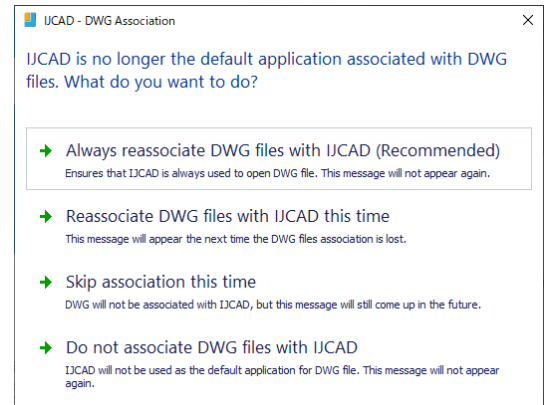 IJCAD - DWG Association
IJCAD is no longer the default application associated with DWG
files. What do you want to do?
Always reassociate DWG files with IJCAD (Recommended)
Ensures that IJCAD is always used to open DWG file. This message will not appear again.
Reassociate DWG files with IJCAD this time
This message will appear the next time the DWG files association is lost.
Skip association this time
DWG will not be associated with IJCAD, but this message will still come up in the future.
Do not associate DWG files with IJCAD
IJCAD will not be used as the default application for DWG file. This message will not appear
again.